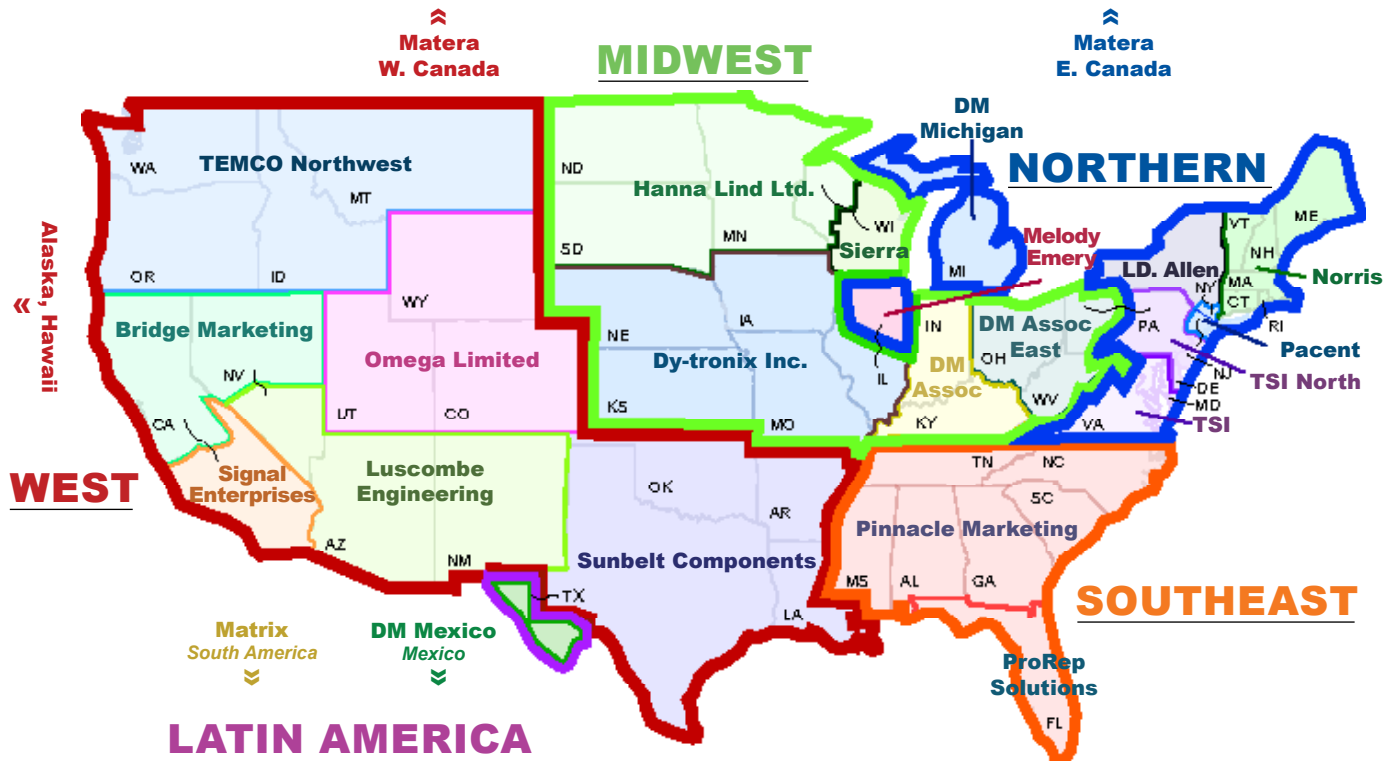 «
Matera
W. Canada
MIDWEST
«
Matera
E. Canada
DM
Michigan
NORTHERN
WA
TEMCO Northwest
MT
OR
ID
ND
Hanna Lind Ltd.
SD
MN
WI
Sierra
MI
Melody
Emery
VT
ME
NH
LD. Allen
NY
MA
CT
RI
Norris
Alaska, Hawaii
«
Bridge Marketing
NV
CA
WY
Omega Limited
UT
CO
NE
IA
Dy-tronix Inc.
KS
MO
IL
IN
DM
Assoc
KY
DM Assoc
East
OH
WV
PA
Pacent
NJ
TSI North
DE
MD
VA
TSI
WEST
Signal
Enterprises
Luscombe
Engineering
AZ
NM
OK
AR
Sunbelt Components
TX
LA
TN
NC
SC
Pinnacle Marketing
MS
AL
GA
SOUTHEAST
ProRep
Solutions
FL
Matrix
South America
«
DM Mexico
Mexico
«
LATIN AMERICA